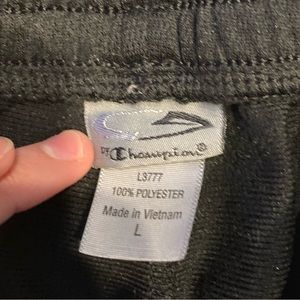 BY Champion®
L3777
100% POLYESTER
Made in Vietnam
L